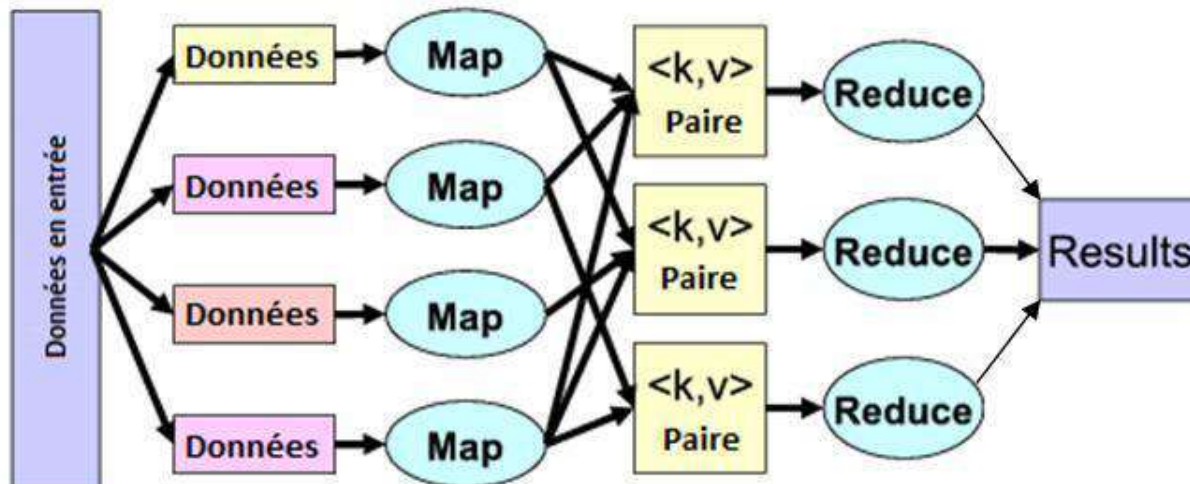 Données en entrée
Données
Map
Données
Map
Données
Map
Données
Map
<k,v>
Paire
<k,v>
Paire
<k,v>
Paire
Reduce
Reduce
Reduce
Results